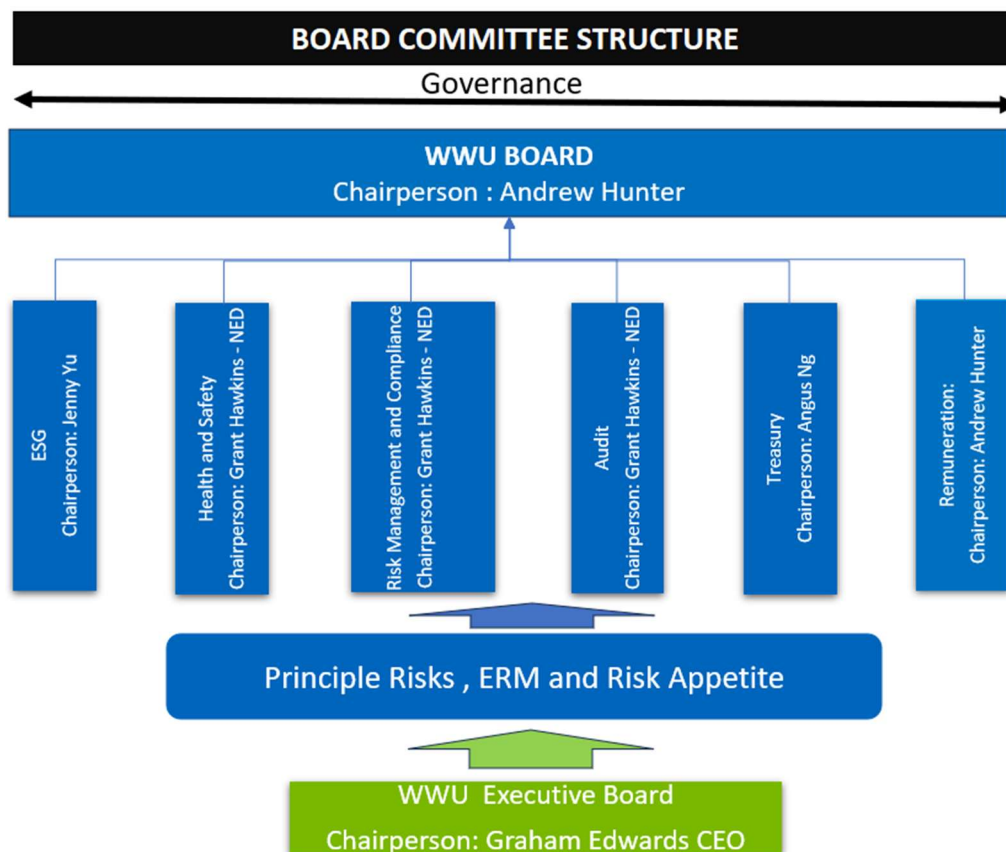 BOARD COMMITTEE STRUCTURE
Governance
WWU BOARD
Chairperson : Andrew Hunter
ESG
Chairperson: Jenny Yu
Health and Safety
Chairperson: Grant Hawkins - NED
Risk Management and Compliance
Chairperson: Grant Hawkins - NED
Audit
Chairperson: Grant Hawkins - NED
Treasury
Chairperson: Angus Ng
Remuneration:
Chairperson: Andrew Hunter
Principle Risks , ERM and Risk Appetite
WWU Executive Board
Chairperson: Graham Edwards CEO